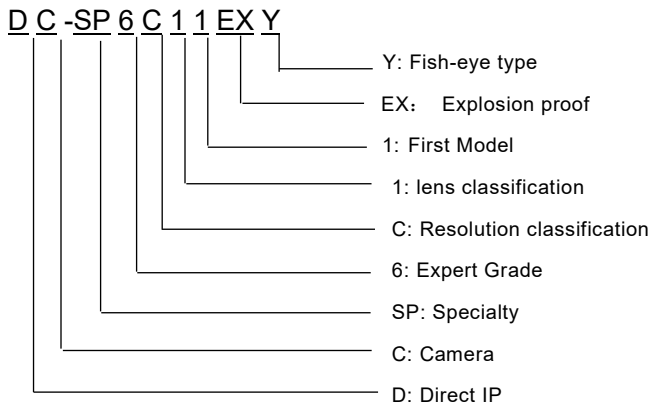 D C -SP 6 C 1 1 EX Y
Y: Fish-eye type
EX： Explosion proof
1: First Model
1: lens classification
C: Resolution classification
6: Expert Grade
SP: Specialty
C: Camera
D: Direct IP